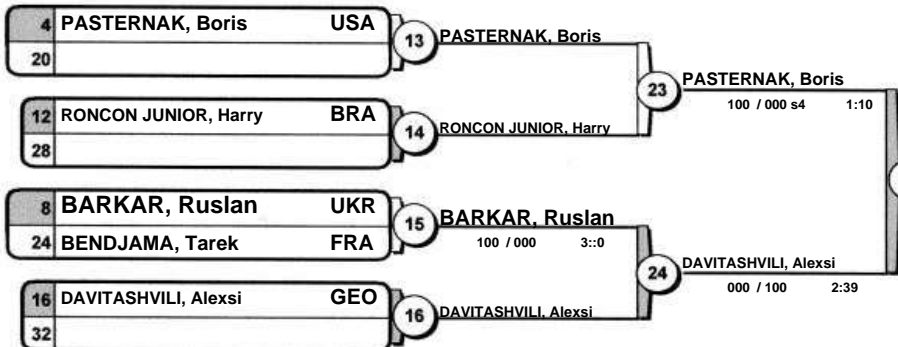 4 PASTERNAK, Boris USA
20
13 PASTERNAK, Boris
12 RONCON JUNIOR, Harry BRA
28
14 RONCON JUNIOR, Harry
23 PASTERNAK, Boris
100 / 000 s4 1:10
8 BARKAR, Ruslan UKR
24 BENDJAMA, Tarek FRA
15 BARKAR, Ruslan
100 / 000 3::0
16 DAVITASHVILI, Alexsi GEO
32
16 DAVITASHVILI, Alexsi
24 DAVITASHVILI, Alexsi
000 / 100 2:39